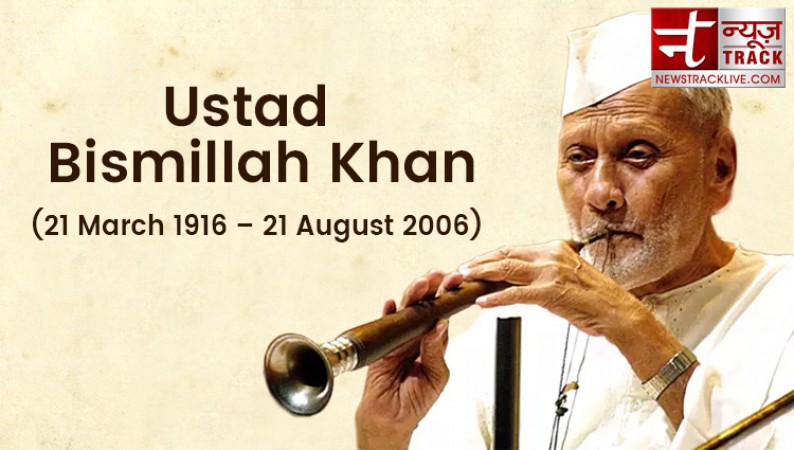 न्यूज़
TRACK
NEWSTRACKLIVE.COM
Ustad
Bismillah Khan
(21 March 1916 – 21 August 2006)